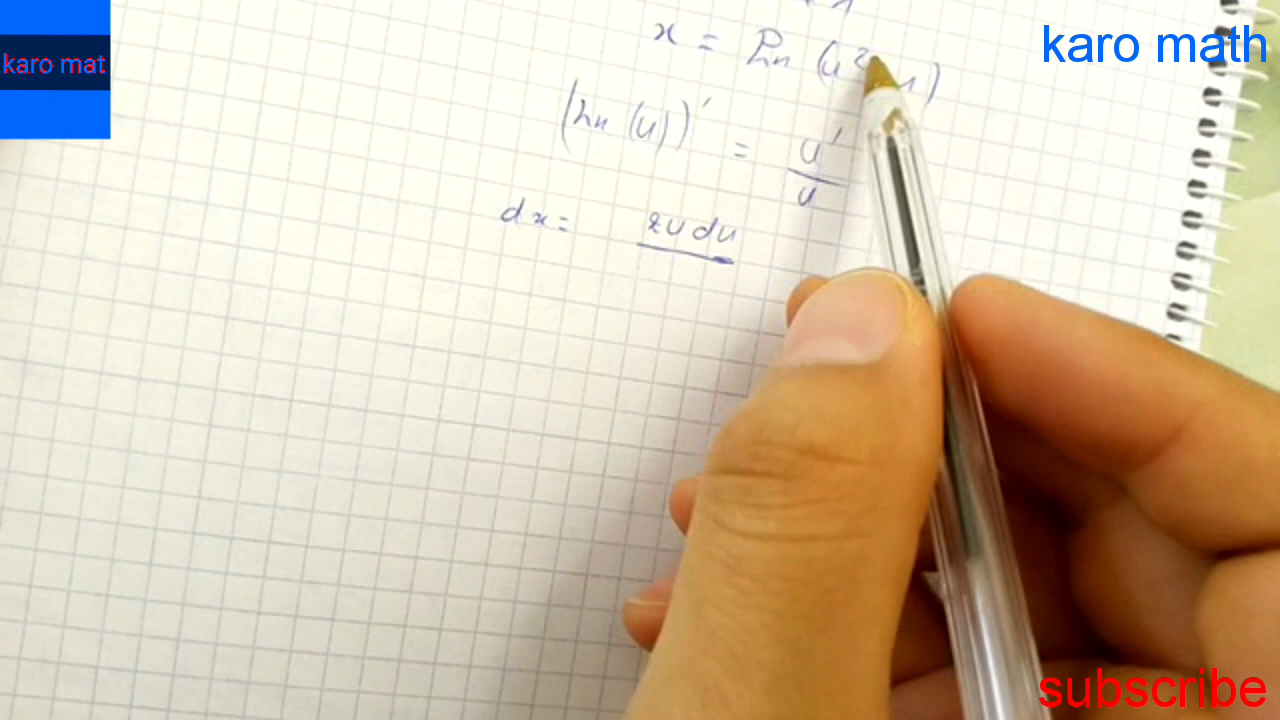 karo math
karo mat
x = ln (u²
(ln (u))' = u'/u
dx = 2u du
subscribe